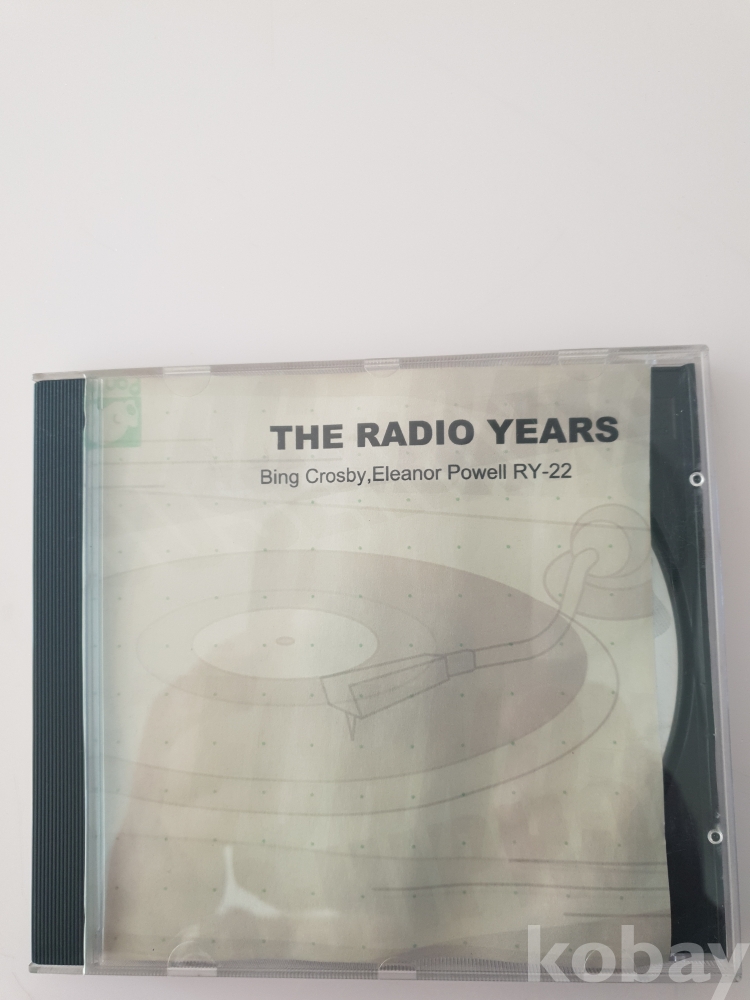 THE RADIO YEARS
Bing Crosby,Eleanor Powell RY-22
kobay